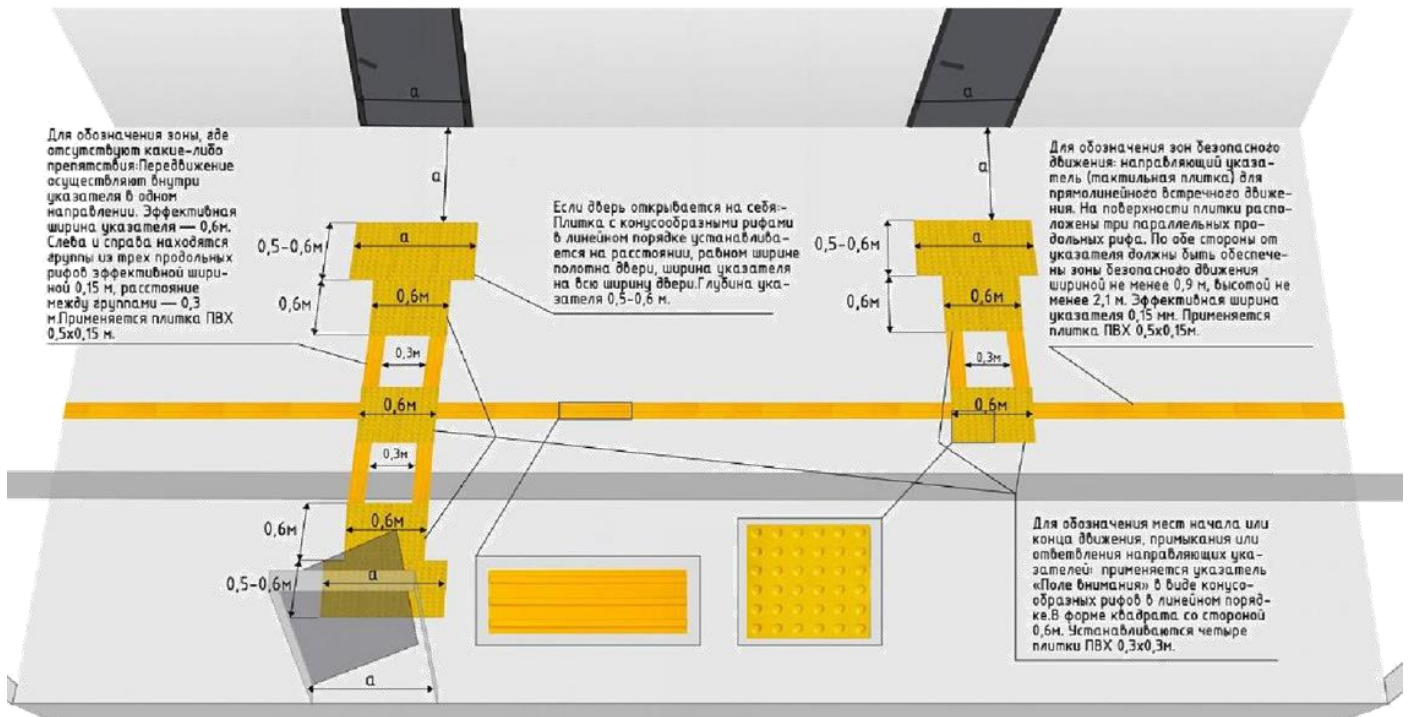 а
а
а
а
Для обозначения зоны, где
отсутствуют какие-либо
препятствия:Передвижение
осуществляют внутри
указателя в одном
направлении. Эффективная
ширина указателя — 0,6м.
Слева и справа находятся
группы из трех продольных
рифов эффективной шири-
ной 0,15 м, расстояние
между группами — 0,3
м.Применяется плитка ПВХ
0,5х0,15 м.
Если дверь открывается на себя:-
Плитка с конусообразными рифами
в линейном порядке устанавлива-
ется на расстоянии, равном ширине
полотна двери, ширина указателя
на всю ширину двери.Глубина ука-
зателя 0,5-0,6 м.
Для обозначения зон безопасного
движения: направляющий указа-
тель (тактильная плитка) для
прямолинейного встречного движе-
ния. На поверхности плитки распо-
ложены три параллельных про-
дольных рифа. По обе стороны от
указателя должны быть обеспече-
ны зоны безопасного движения
шириной не менее 0,9 м, высотой не
менее 2,1 м. Эффективная ширина
указателя 0,15 мм. Применяется
плитка ПВХ 0,5х0,15м.
0,5-0,6м
а
0,6м
0,6м
0,3м
0,6м
0,3м
0,6м
0,6м
0,5-0,6м
а
а
0,5-0,6м
а
0,6м
0,6м
0,3м
0,6м
Для обозначения мест начала или
конца движения, примыкания или
ответвления направляющих ука-
зателей: применяется указатель
«Поле внимания» в виде конусо-
образных рифов в линейном поряд-
ке.В форме квадрата со стороной
0,6м. Устанавливаются четыре
плитки ПВХ 0,3х0,3м.